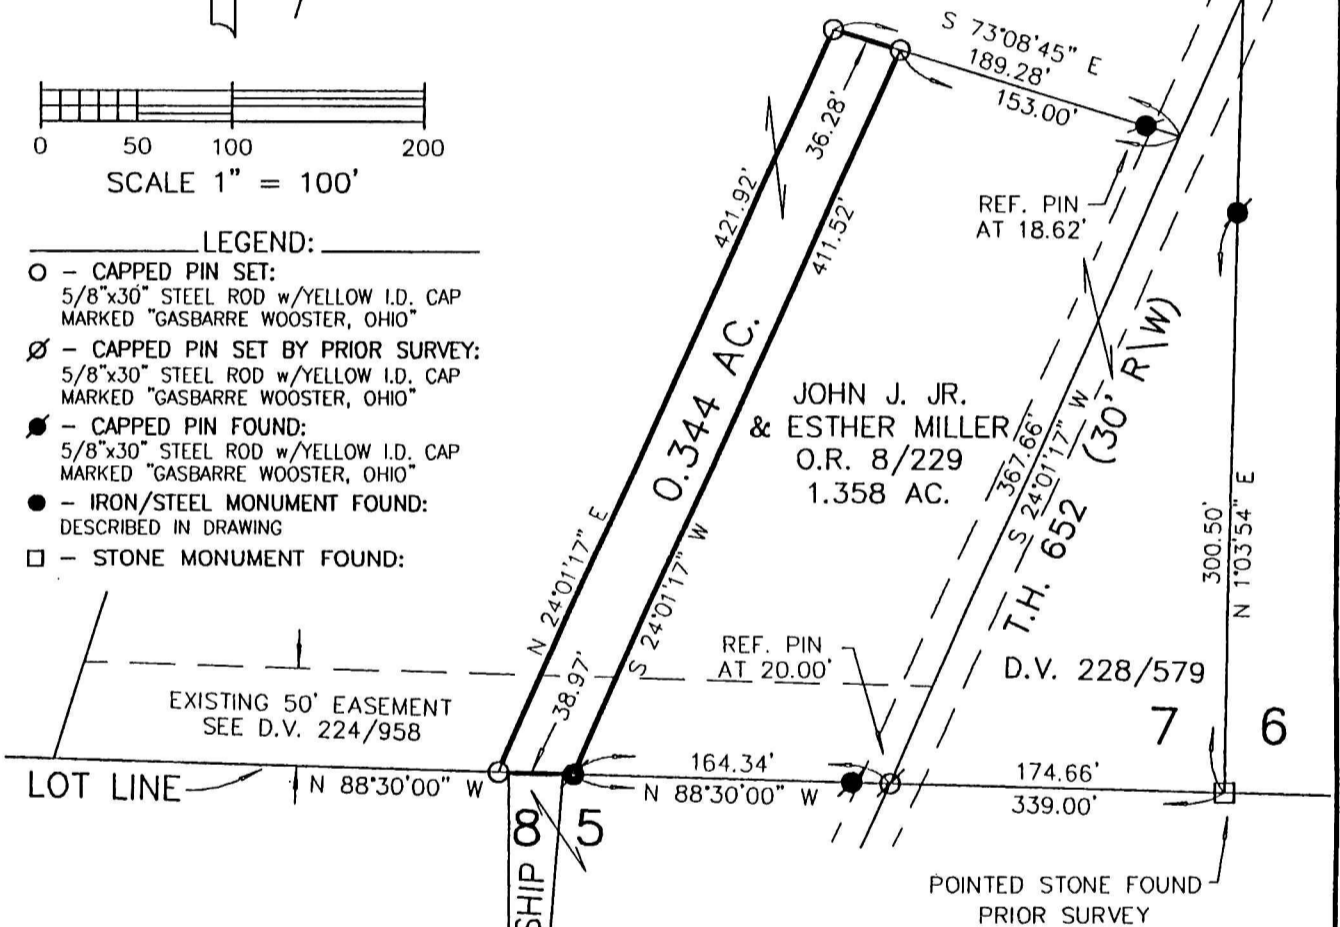 0 50 100 200
SCALE 1" = 100'
LEGEND:
O – CAPPED PIN SET:
5/8"x30" STEEL ROD w/YELLOW I.D. CAP
MARKED "GASBARRE WOOSTER, OHIO"
Ø – CAPPED PIN SET BY PRIOR SURVEY:
5/8"x30" STEEL ROD w/YELLOW I.D. CAP
MARKED "GASBARRE WOOSTER, OHIO"
– CAPPED PIN FOUND:
5/8"x30" STEEL ROD w/YELLOW I.D. CAP
MARKED "GASBARRE WOOSTER, OHIO"
– IRON/STEEL MONUMENT FOUND:
DESCRIBED IN DRAWING
– STONE MONUMENT FOUND:
S 73°08'45" E
189.28'
153.00'
36.28'
421.92'
411.52'
REF. PIN
AT 18.62'
0.344 AC.
JOHN J. JR.
& ESTHER MILLER
O.R. 8/229
1.358 AC.
367.66'
S 24°01'17" W
T.H. 652 (30' R\W)
300.50'
N 1°03'54" E
N 24°01'17" E
S 24°01'17" W
38.97'
REF. PIN
AT 20.00'
D.V. 228/579
EXISTING 50' EASEMENT
SEE D.V. 224/958
7 6
LOT LINE
N 88°30'00" W
164.34'
N 88°30'00" W
174.66'
339.00'
8 5
SHIP
POINTED STONE FOUND
PRIOR SURVEY